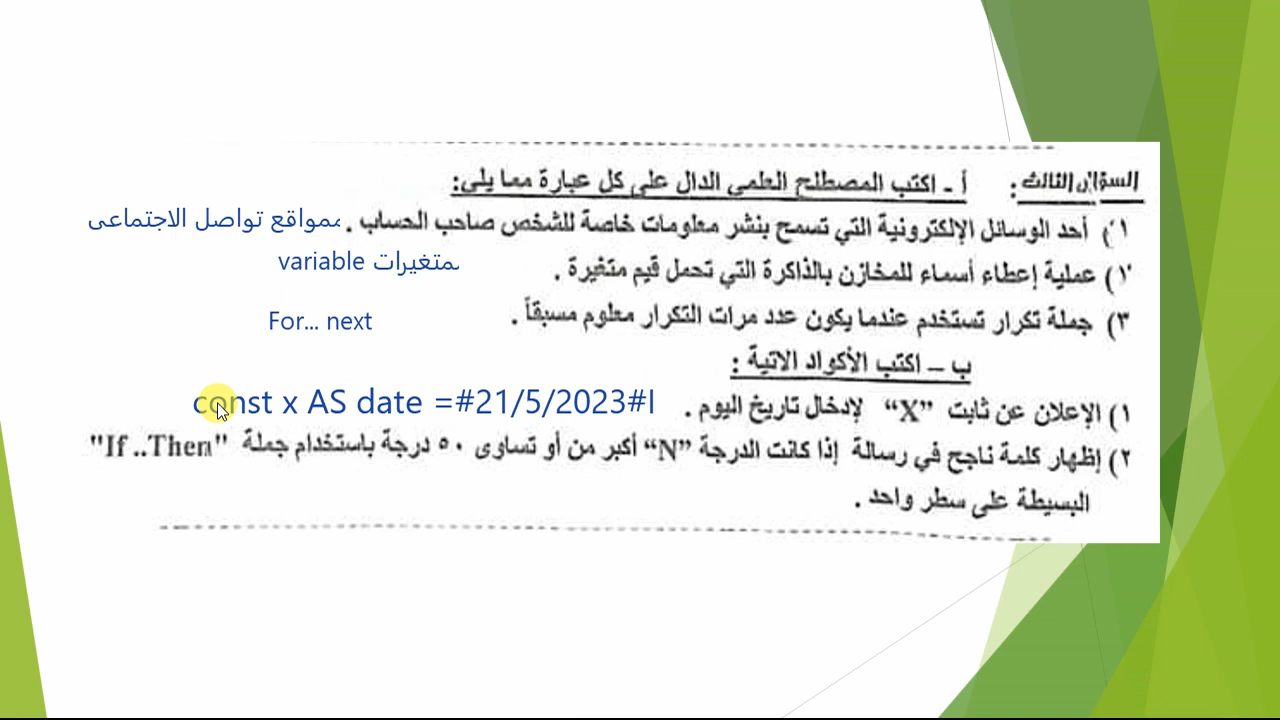 السؤال الثالث : أ - اكتب المصطلح العلمي الدال على كل عبارة مما يلي:
١) أحد الوسائل الإلكترونية التي تسمح بنشر معلومات خاصة للشخص صاحب الحساب . مواقع تواصل الاجتماعى
٢) عملية إعطاء أسماء للمخازن بالذاكرة التي تحمل قيم متغيرة . متغيرات variable
٣) جملة تكرار تستخدم عندما يكون عدد مرات التكرار معلوم مسبقاً . For... next
ب – اكتب الأكواد الاتية :
١) الإعلان عن ثابت "X" لإدخال تاريخ اليوم . const x AS date =#21/5/2023#
٢) إظهار كلمة ناجح في رسالة إذا كانت الدرجة "N" أكبر من أو تساوى ٥٠ درجة باستخدام جملة "If ..Then"
البسيطة على سطر واحد .